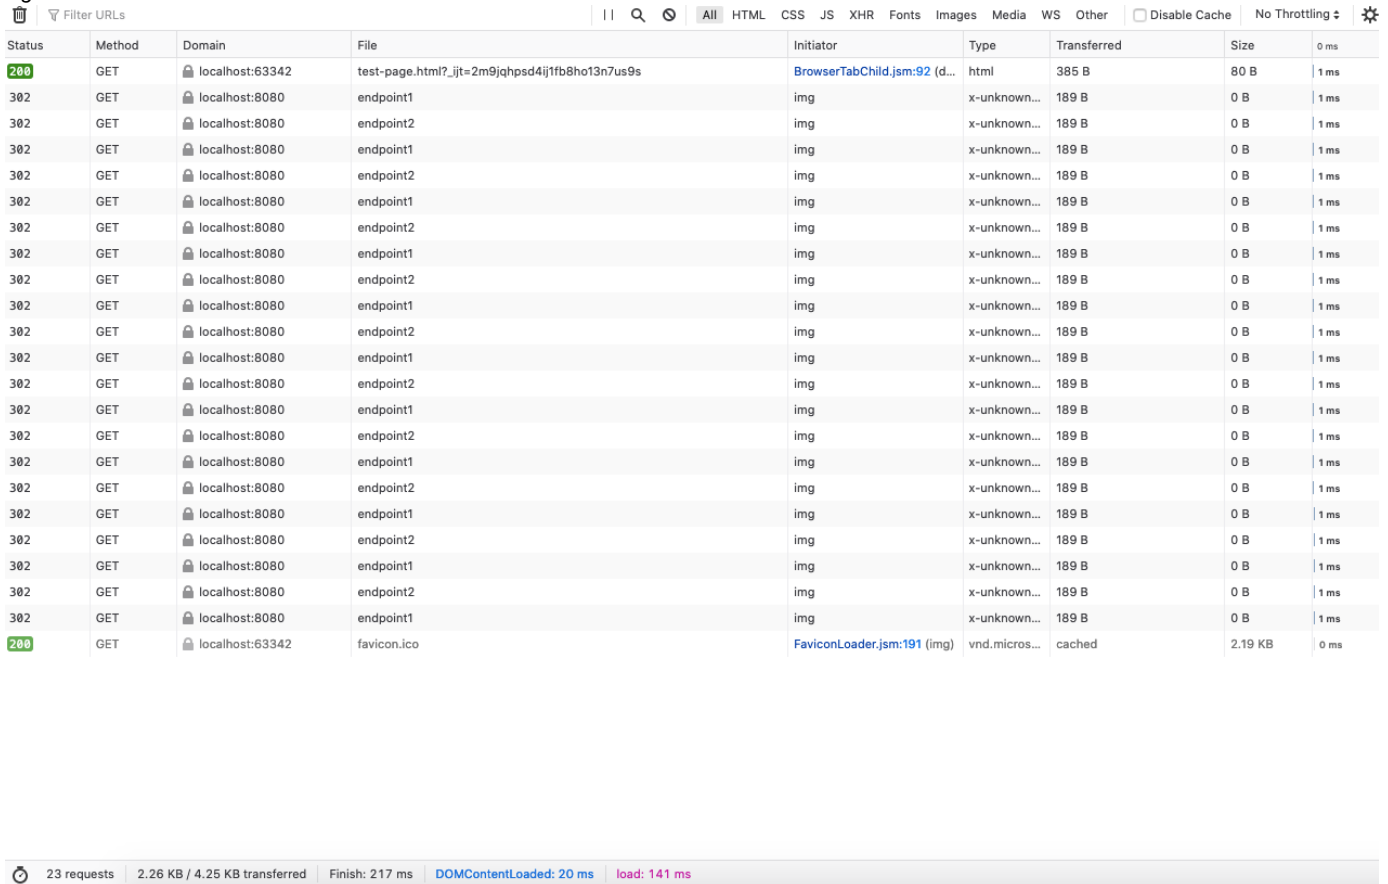 Filter URLs || All HTML CSS JS XHR Fonts Images Media WS Other Disable Cache No Throttling
Status Method Domain File Initiator Type Transferred Size 0 ms
200 GET localhost:63342 test-page.html?_ijt=2m9jqhpsd4ij1fb8ho13n7us9s BrowserTabChild.jsm:92 (d... html 385 B 80 B 1 ms
302 GET localhost:8080 endpoint1 img x-unknown... 189 B 0 B 1 ms
302 GET localhost:8080 endpoint2 img x-unknown... 189 B 0 B 1 ms
302 GET localhost:8080 endpoint1 img x-unknown... 189 B 0 B 1 ms
302 GET localhost:8080 endpoint2 img x-unknown... 189 B 0 B 1 ms
302 GET localhost:8080 endpoint1 img x-unknown... 189 B 0 B 1 ms
302 GET localhost:8080 endpoint2 img x-unknown... 189 B 0 B 1 ms
302 GET localhost:8080 endpoint1 img x-unknown... 189 B 0 B 1 ms
302 GET localhost:8080 endpoint2 img x-unknown... 189 B 0 B 1 ms
302 GET localhost:8080 endpoint1 img x-unknown... 189 B 0 B 1 ms
302 GET localhost:8080 endpoint2 img x-unknown... 189 B 0 B 1 ms
302 GET localhost:8080 endpoint1 img x-unknown... 189 B 0 B 1 ms
302 GET localhost:8080 endpoint2 img x-unknown... 189 B 0 B 1 ms
302 GET localhost:8080 endpoint1 img x-unknown... 189 B 0 B 1 ms
302 GET localhost:8080 endpoint2 img x-unknown... 189 B 0 B 1 ms
302 GET localhost:8080 endpoint1 img x-unknown... 189 B 0 B 1 ms
302 GET localhost:8080 endpoint2 img x-unknown... 189 B 0 B 1 ms
302 GET localhost:8080 endpoint1 img x-unknown... 189 B 0 B 1 ms
302 GET localhost:8080 endpoint2 img x-unknown... 189 B 0 B 1 ms
302 GET localhost:8080 endpoint1 img x-unknown... 189 B 0 B 1 ms
302 GET localhost:8080 endpoint2 img x-unknown... 189 B 0 B 1 ms
302 GET localhost:8080 endpoint1 img x-unknown... 189 B 0 B 1 ms
200 GET localhost:63342 favicon.ico FaviconLoader.jsm:191 (img) vnd.micros... cached 2.19 KB 0 ms
23 requests 2.26 KB / 4.25 KB transferred Finish: 217 ms DOMContentLoaded: 20 ms load: 141 ms